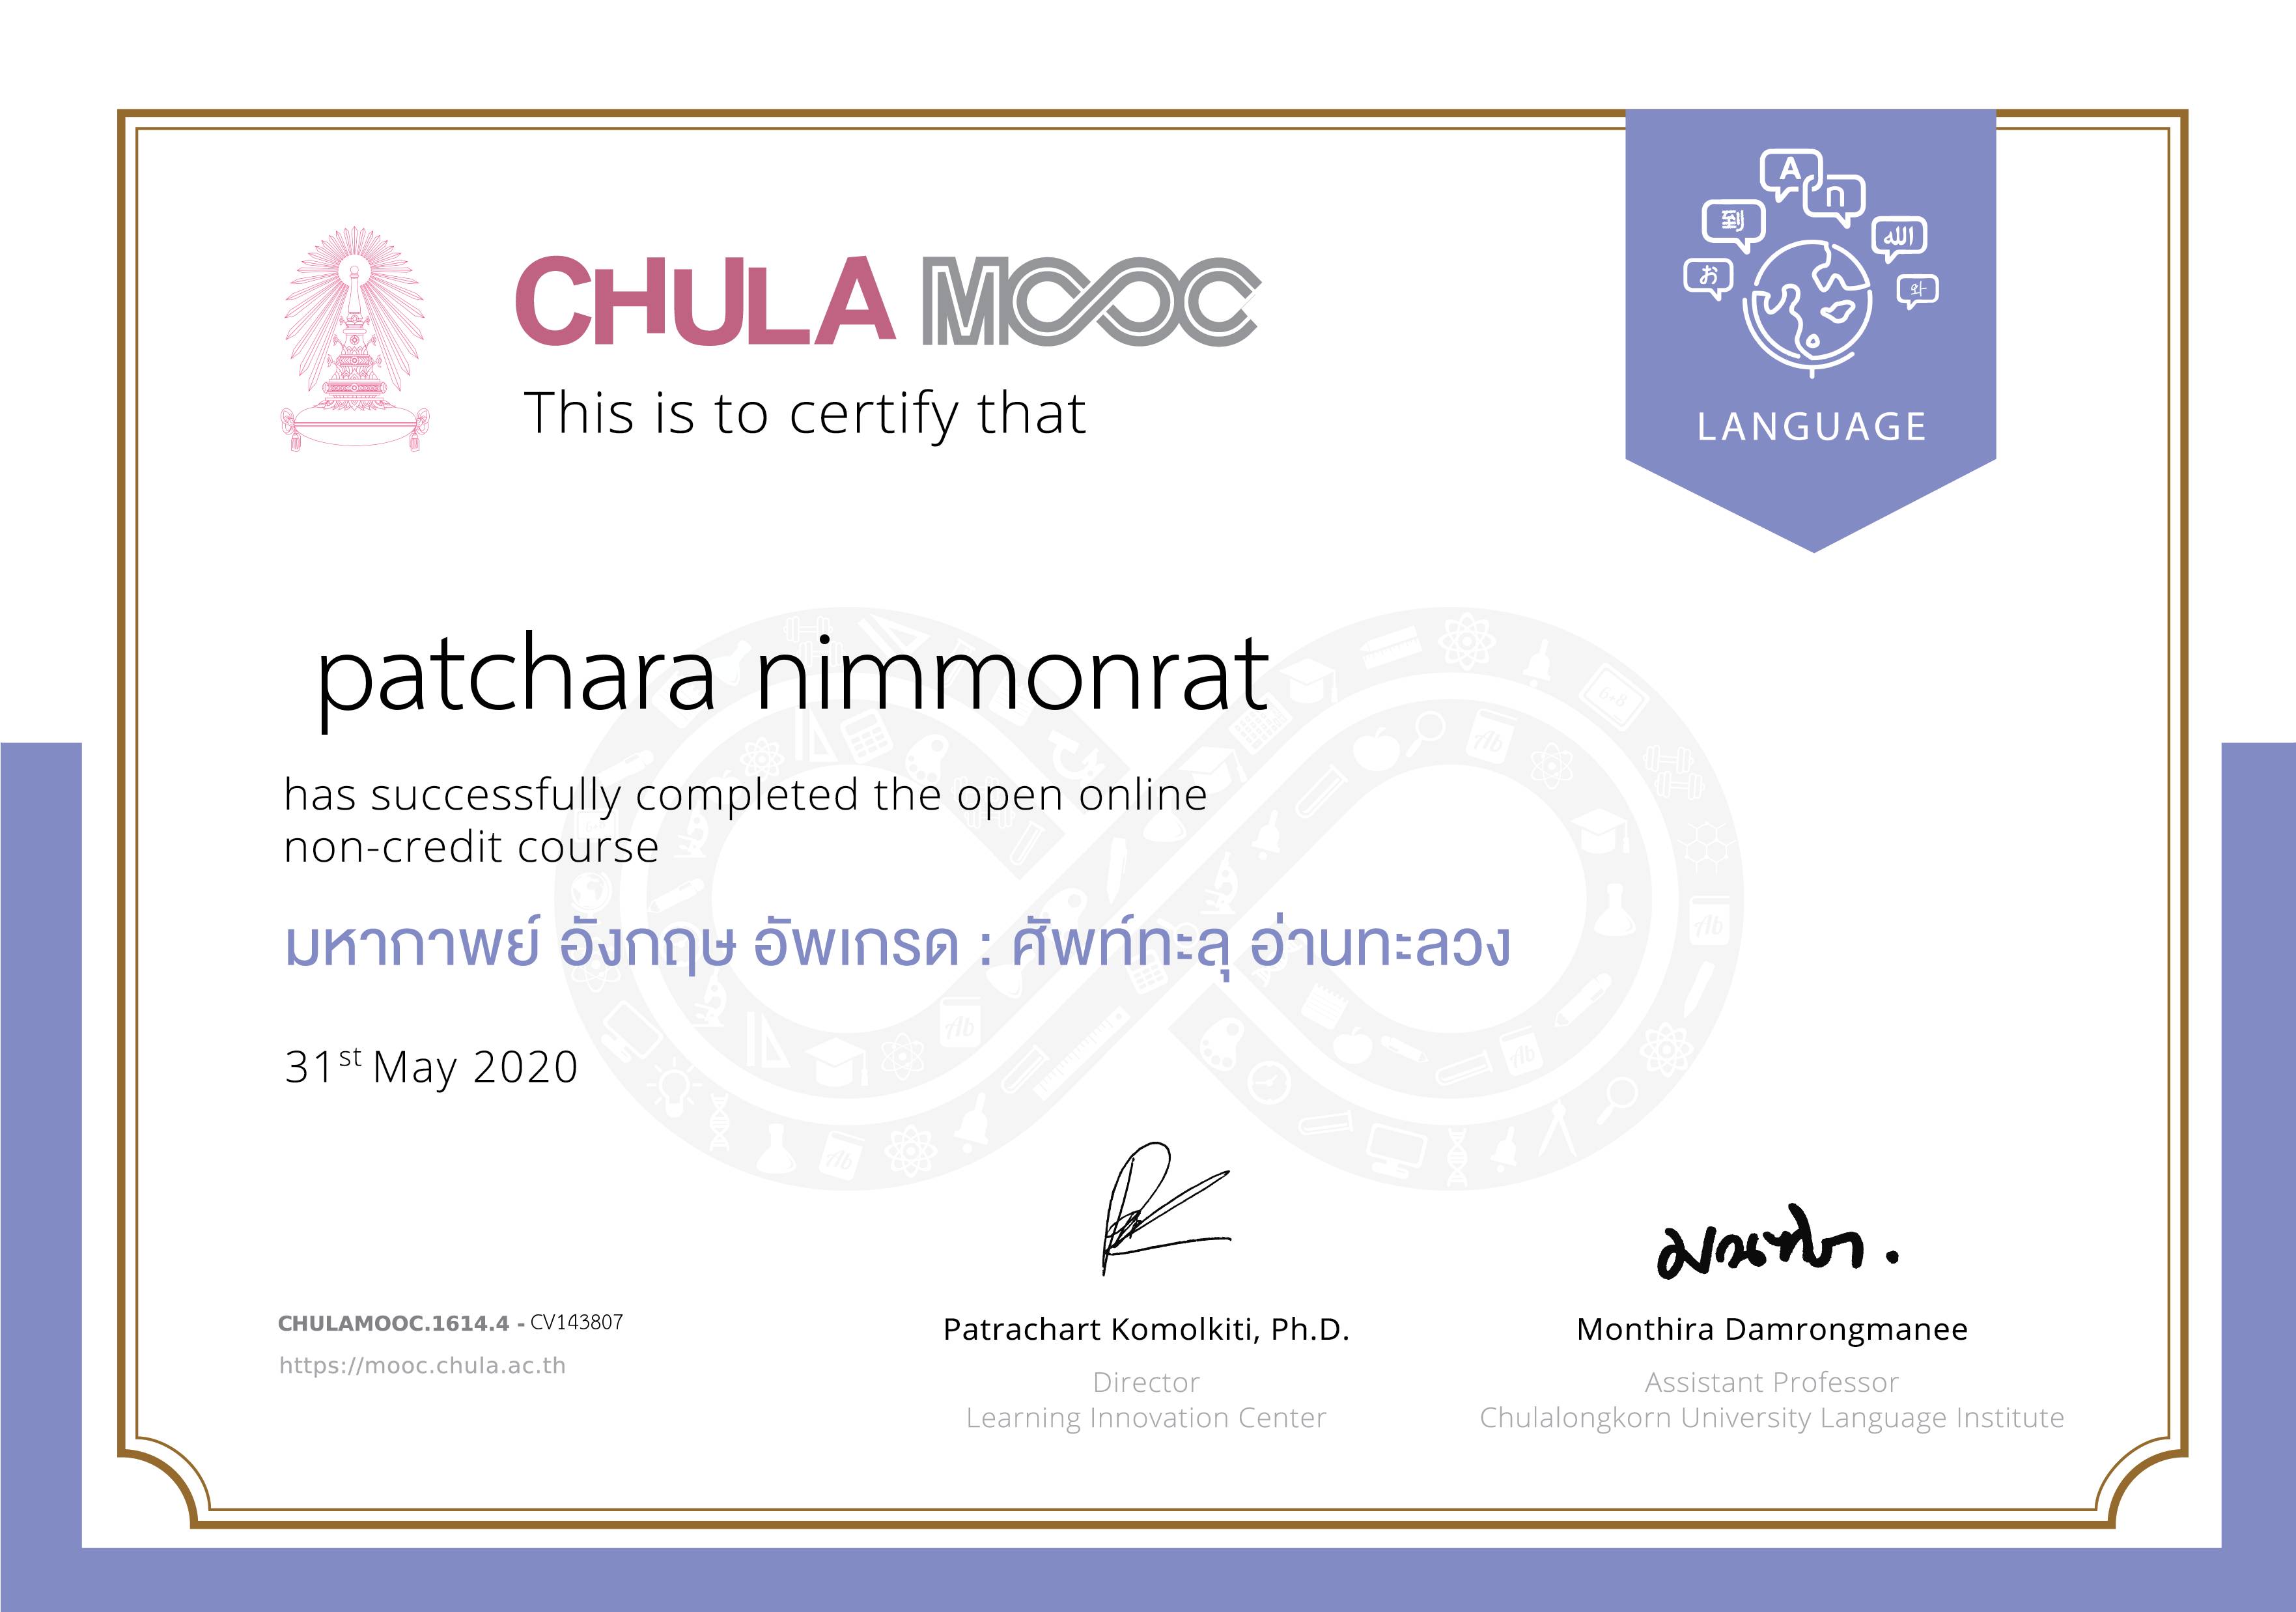 CHULA MOOC
This is to certify that
A
ก
到
الله
お
와
LANGUAGE
patchara nimmonrat
has successfully completed the open online
non-credit course
มหากาพย์ อังกฤษ อัพเกรด : ศัพท์ทะลุ อ่านทะลวง
31st May 2020
มณฑิรา.
CHULAMOOC.1614.4 - CV143807
https://mooc.chula.ac.th
Patrachart Komolkiti, Ph.D.
Director
Learning Innovation Center
Monthira Damrongmanee
Assistant Professor
Chulalongkorn University Language Institute